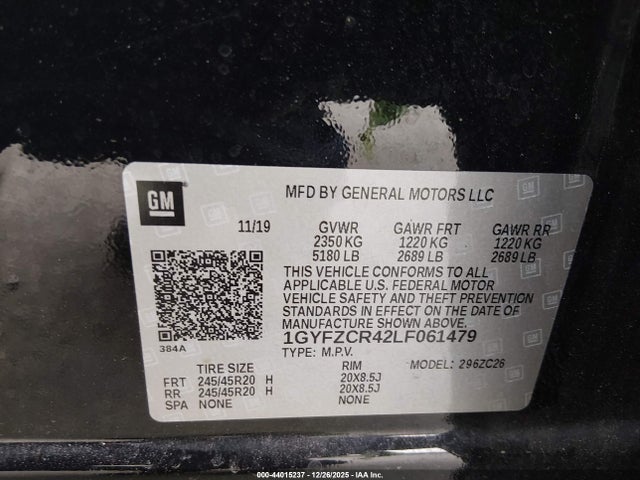 GM
MFD BY GENERAL MOTORS LLC
11/19 GVWR GAWR FRT GAWR RR
2350 KG 1220 KG 1220 KG
5180 LB 2689 LB 2689 LB
THIS VEHICLE CONFORMS TO ALL
APPLICABLE U.S. FEDERAL MOTOR
VEHICLE SAFETY AND THEFT PREVENTION
STANDARDS IN EFFECT ON THE DATE OF
MANUFACTURE SHOWN ABOVE.
1GYFZCR42LF061479
384A
TYPE: M.P.V.
MODEL: 296ZC26
TIRE SIZE RIM
FRT 245/45R20 H 20X8.5J
RR 245/45R20 H 20X8.5J
SPA NONE NONE
000-44015237 - 12/26/2025 - IAA Inc.